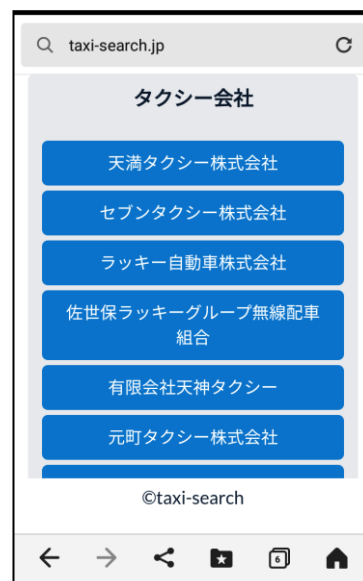 taxi-search.jp
タクシー会社
天満タクシー株式会社
セブンタクシー株式会社
ラッキー自動車株式会社
佐世保ラッキーグループ無線配車
組合
有限会社天神タクシー
元町タクシー株式会社
©taxi-search
6